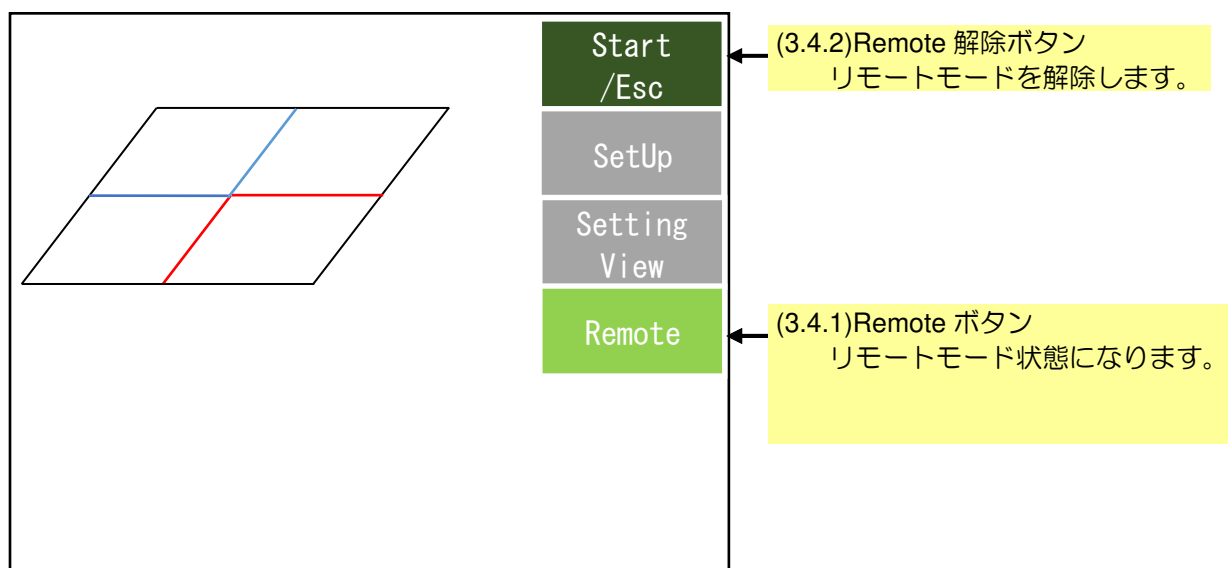 Start
/Esc
SetUp
Setting
View
Remote
(3.4.2)Remote 解除ボタン
リモートモードを解除します。
(3.4.1)Remote ボタン
リモートモード状態になります。